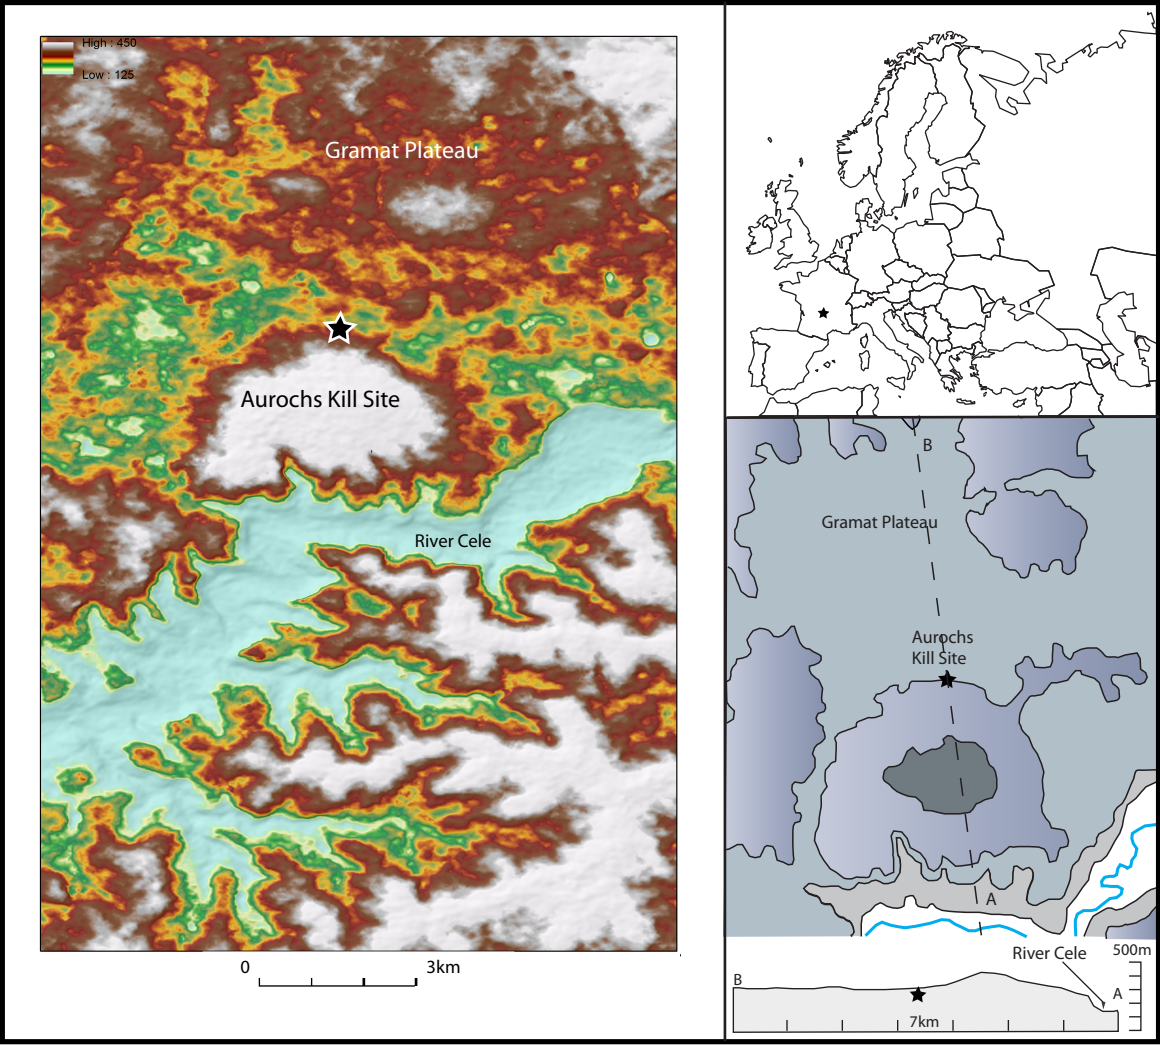 High : 450
Low : 125
Gramat Plateau
Aurochs Kill Site
River Cele
0 3km
B
Gramat Plateau
Aurochs
Kill Site
A
River Cele
500m
B
A
7km